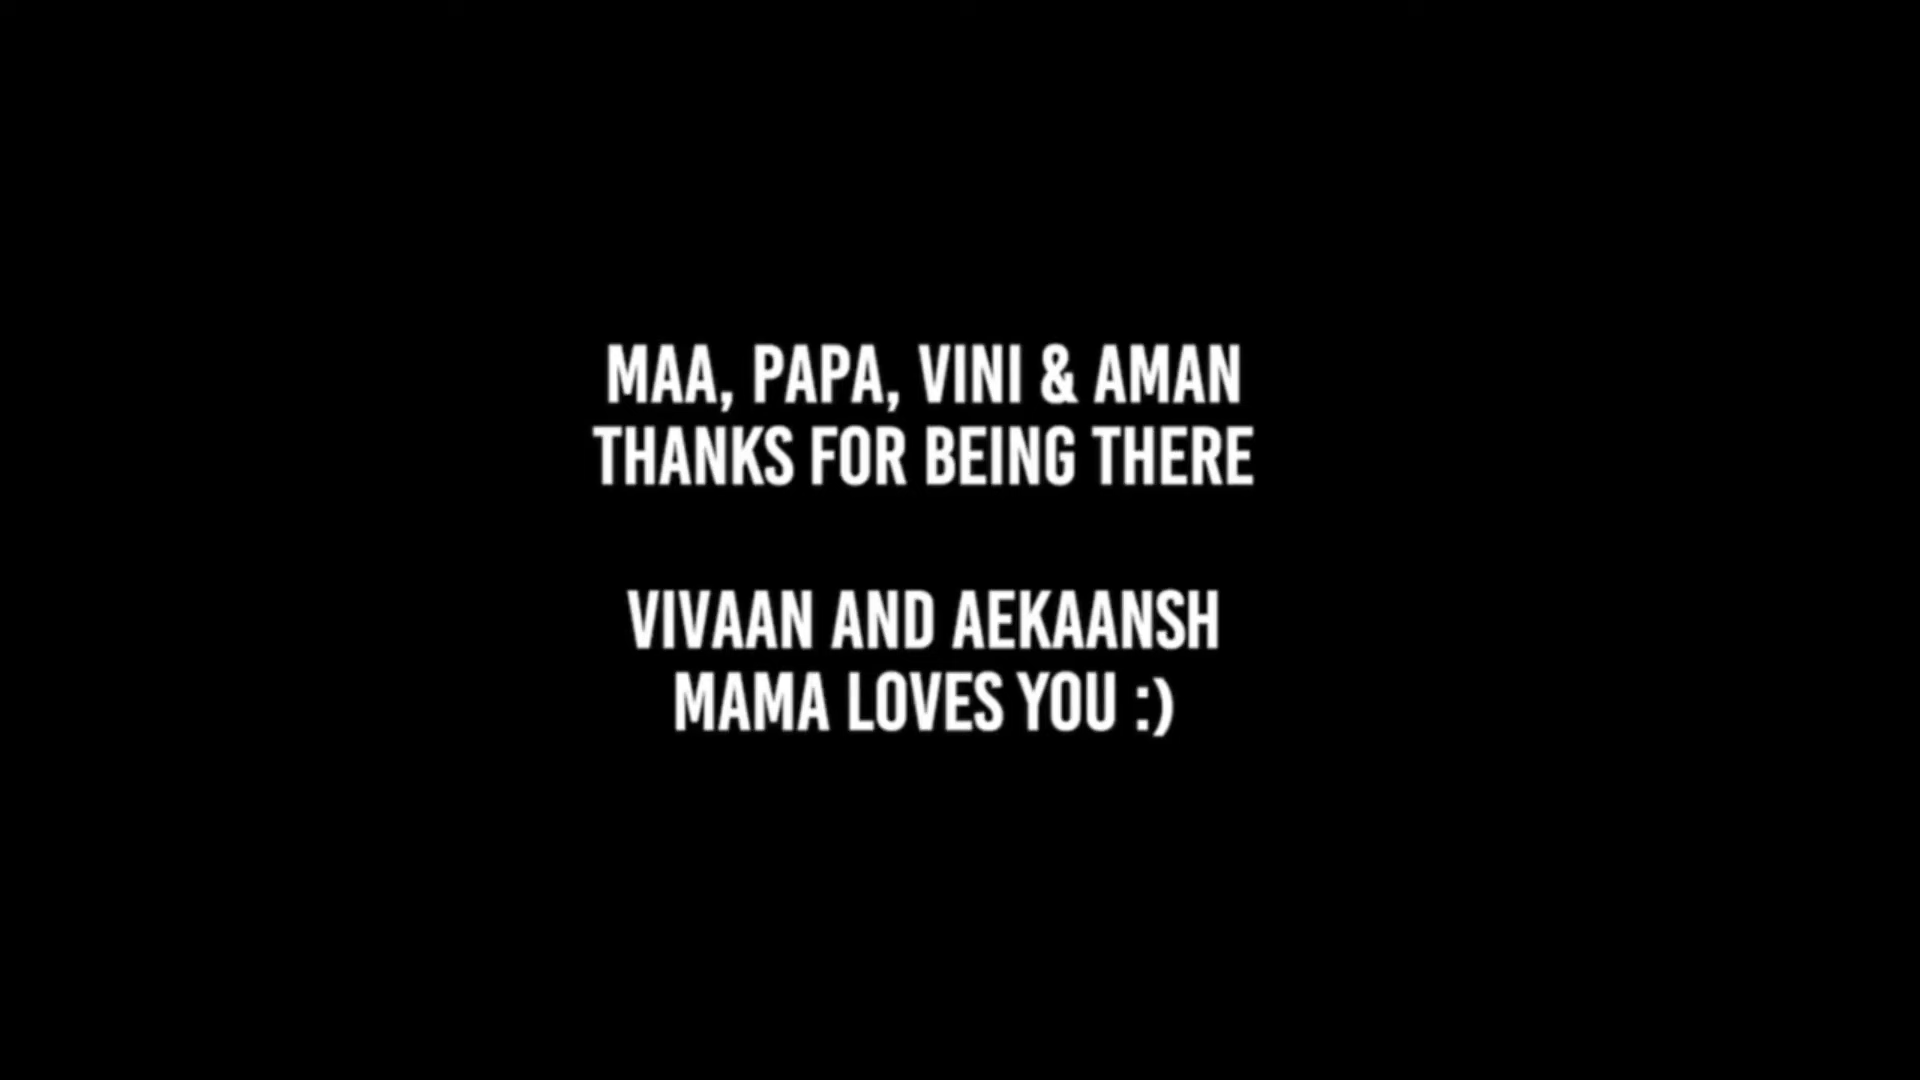 MAA, PAPA, VINI & AMAN
THANKS FOR BEING THERE
VIVAAN AND AEKAANSH
MAMA LOVES YOU :)